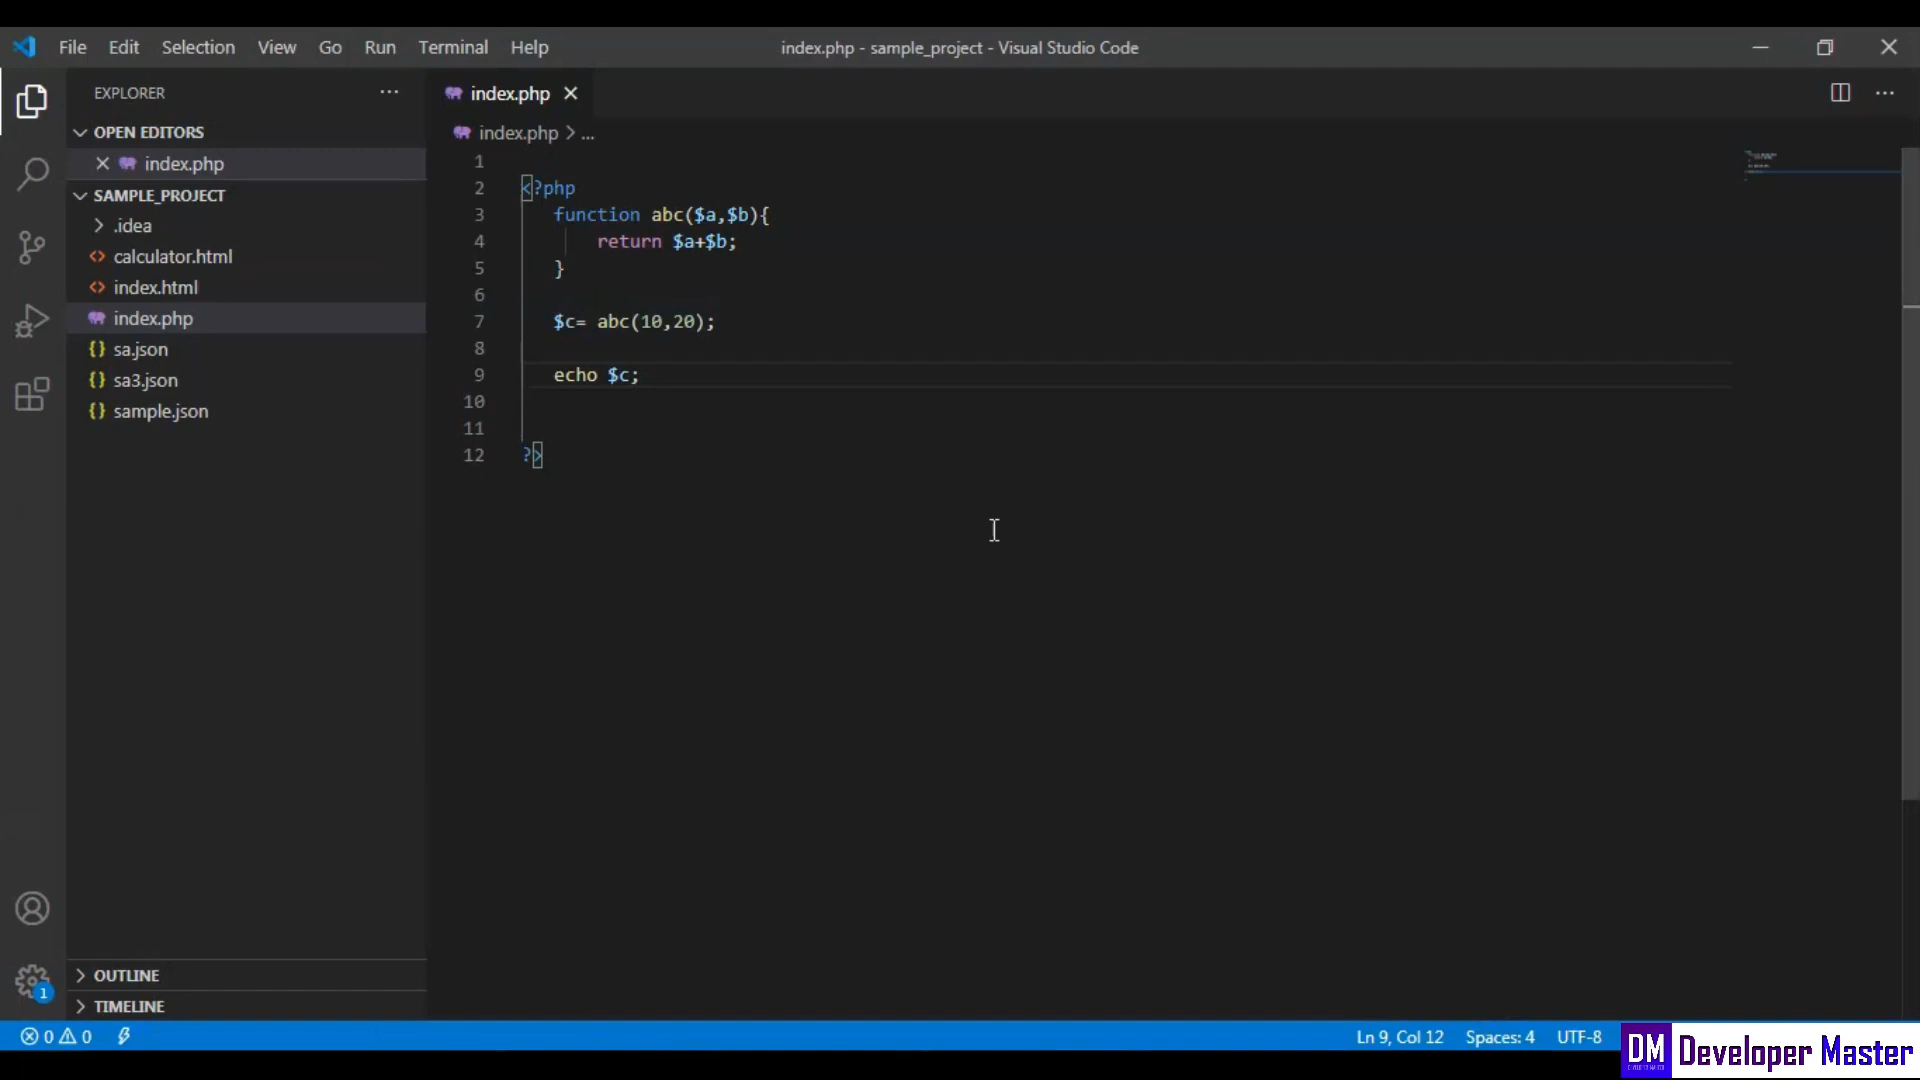 File Edit Selection View Go Run Terminal Help
index.php - sample_project - Visual Studio Code
EXPLORER
OPEN EDITORS
index.php
SAMPLE_PROJECT
.idea
calculator.html
index.html
index.php
sa.json
sa3.json
sample.json
OUTLINE
TIMELINE
index.php
index.php > ...
1
2 <?php
3 function abc($a,$b){
4 return $a+$b;
5 }
6
7 $c= abc(10,20);
8
9 echo $c;
10
11
12 ?>
1
0 0
Ln 9, Col 12 Spaces: 4 UTF-8
DM Developer Master